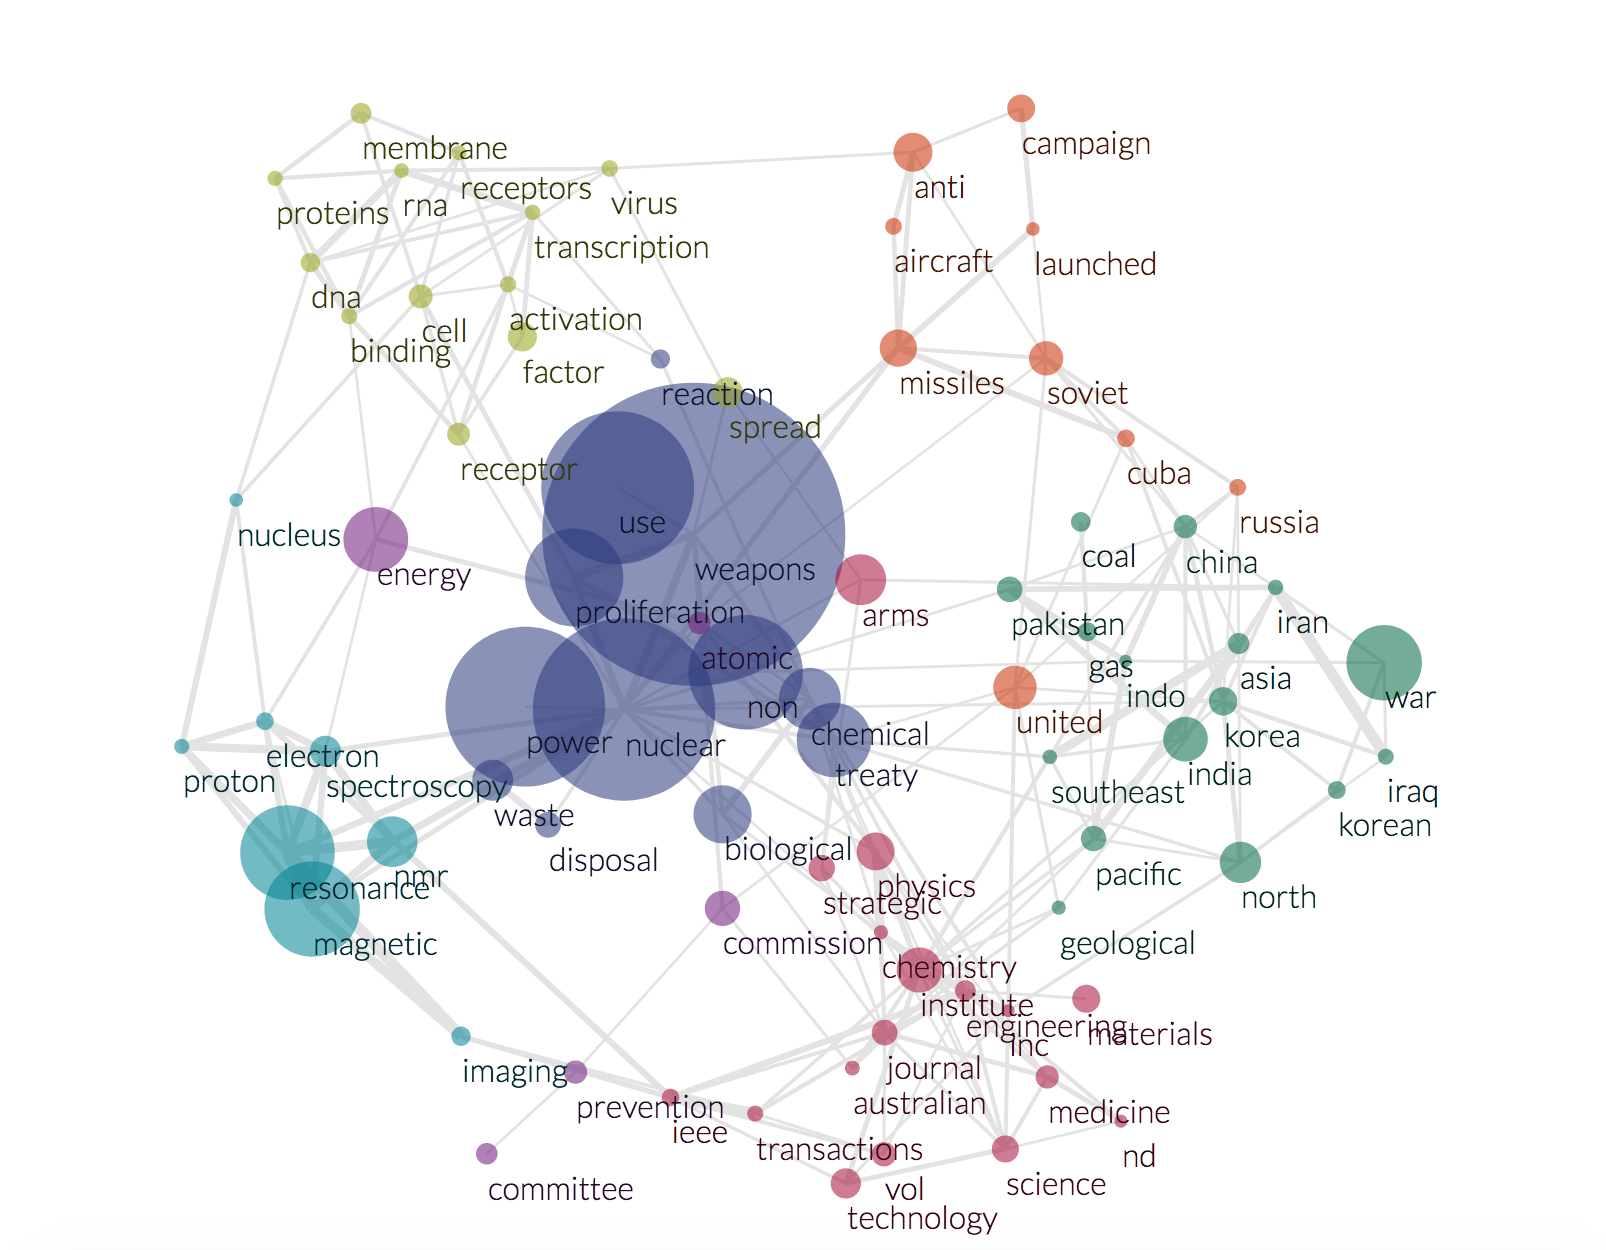 campaign
membrane
anti
receptors
virus
rna
proteins
transcription
aircraft
launched
dna
activation
cell
binding
factor
missiles
soviet
reaction
spread
receptor
cuba
use
russia
nucleus
coal
china
weapons
energy
proliferation
arms
pakistan
iran
atomic
gas
asia
indo
war
non
united
chemical
korea
power
nuclear
electron
treaty
india
proton
spectroscopy
southeast
iraq
waste
korean
biological
disposal
nmr
pacific
resonance
physics
strategic
north
magnetic
commission
geological
chemistry
institute
engineering
materials
inc
imaging
journal
australian
prevention
medicine
ieee
transactions
nd
science
committee
vol
technology